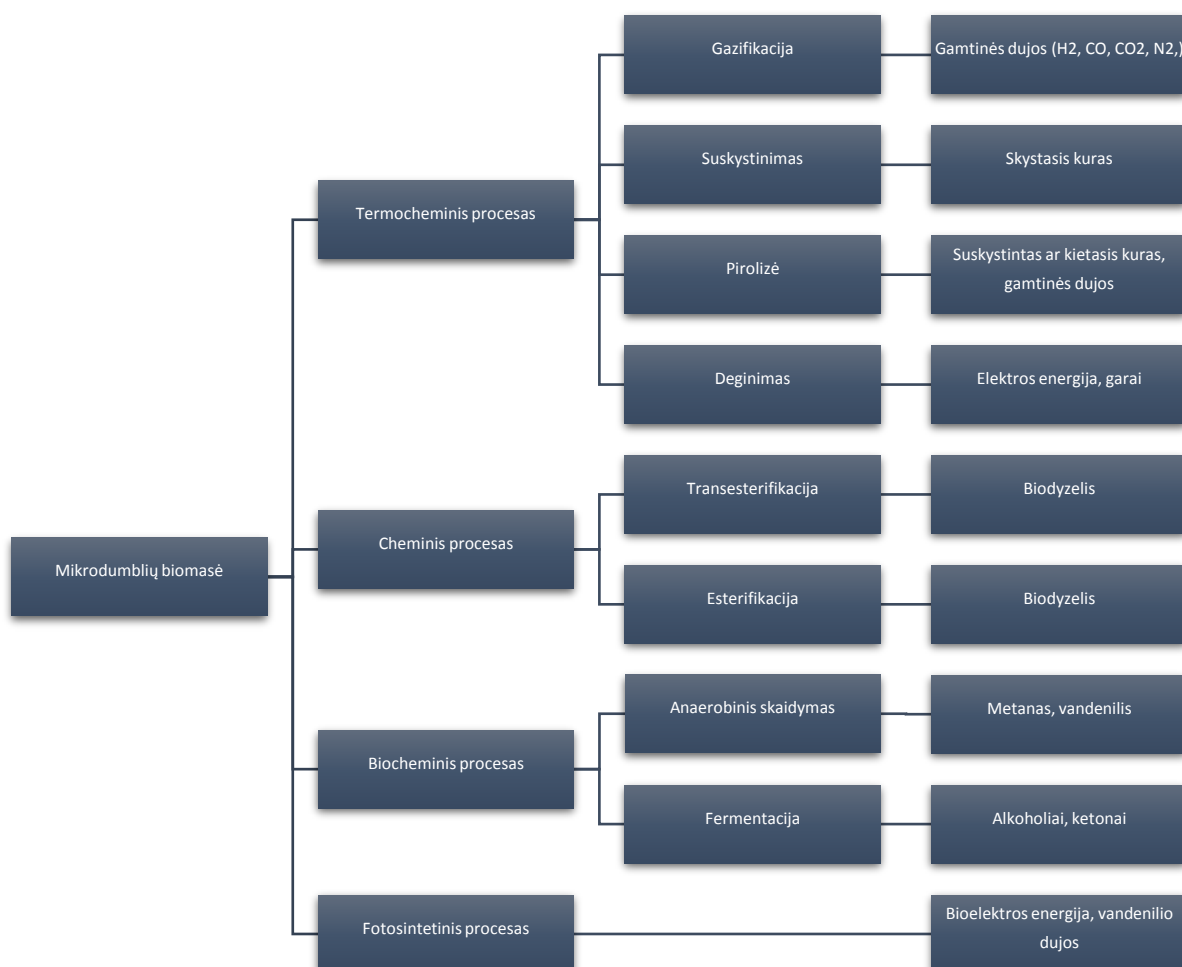 Gazifikacija
Gamtinės dujos (H2, CO, CO2, N2,)
Suskystinimas
Skystasis kuras
Termocheminis procesas
Pirolizė
Suskystintas ar kietasis kuras,
gamtinės dujos
Deginimas
Elektros energija, garai
Transesterifikacija
Biodyzelis
Cheminis procesas
Mikrodumblių biomasė
Esterifikacija
Biodyzelis
Anaerobinis skaidymas
Metanas, vandenilis
Biocheminis procesas
Fermentacija
Alkoholiai, ketonai
Fotosintetinis procesas
Bioelektros energija, vandenilio
dujos